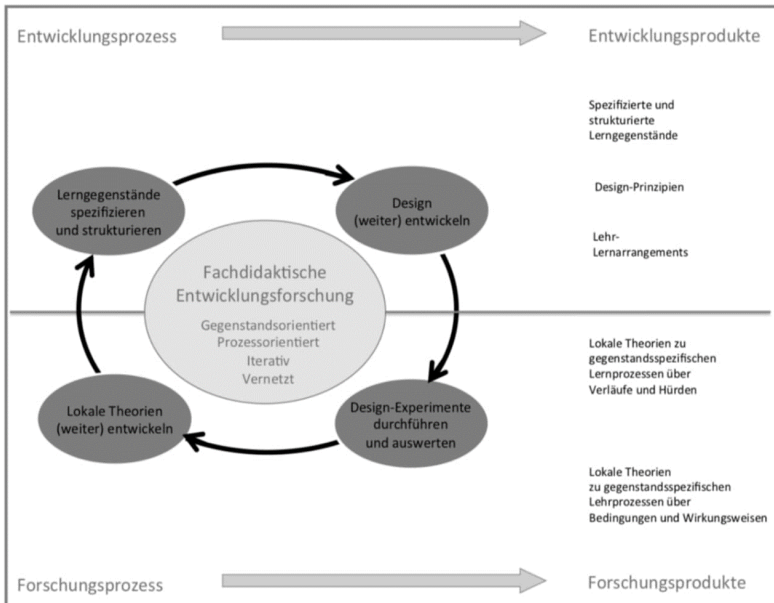 Entwicklungsprozess
Entwicklungsprodukte
Spezifizierte und
strukturierte
Lerngegenstände
Lerngegenstände
spezifizieren
und strukturieren
Design
(weiter) entwickeln
Design-Prinzipien
Lehr-
Lernarrangements
Fachdidaktische
Entwicklungsforschung
Gegenstandsorientiert
Prozessorientiert
Iterativ
Vernetzt
Lokale Theorien
(weiter) entwickeln
Design-Experimente
durchführen
und auswerten
Lokale Theorien zu
gegenstandsspezifischen
Lernprozessen über
Verläufe und Hürden
Lokale Theorien
zu gegenstandsspezifischen
Lehrprozessen über
Bedingungen und Wirkungsweisen
Forschungsprozess
Forschungsprodukte